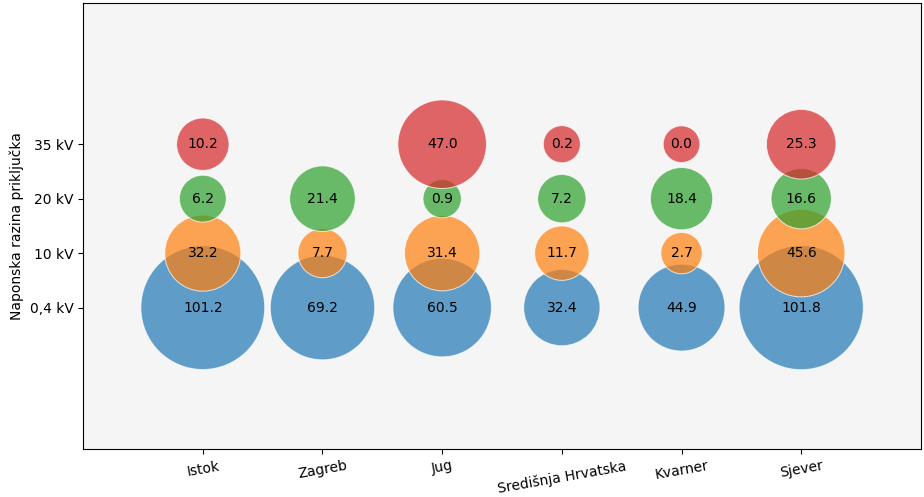 Naponska razina priključka
35 kV 10.2 47.0 0.2 0.0 25.3
20 kV 6.2 21.4 0.9 7.2 18.4 16.6
10 kV 32.2 7.7 31.4 11.7 2.7 45.6
0,4 kV 101.2 69.2 60.5 32.4 44.9 101.8
Istok Zagreb Jug Središnja Hrvatska Kvarner Sjever